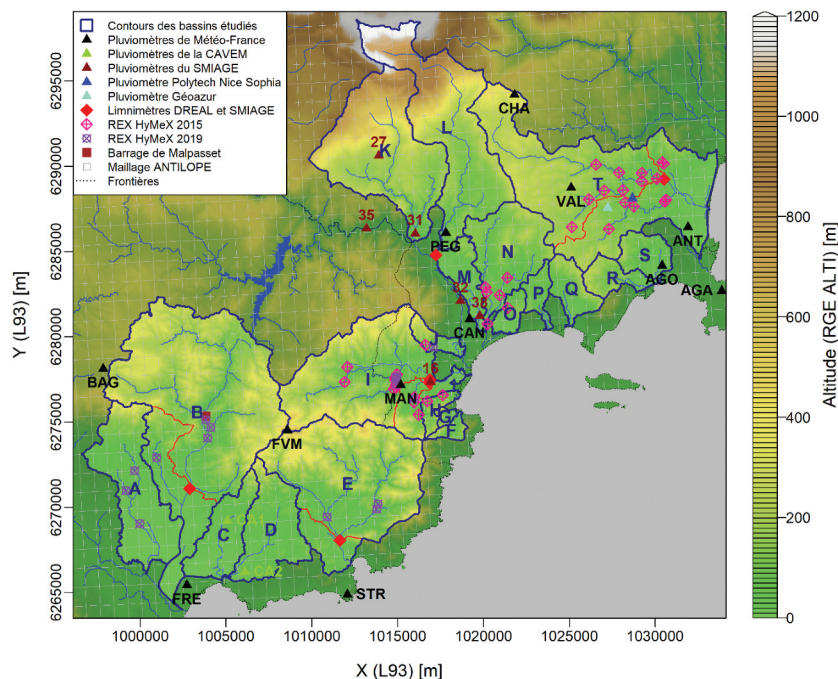 Contours des bassins étudiés
Pluviomètres de Météo-France
Pluviomètres de la CAVEM
Pluviomètres du SMIAGE
Pluviomètre Polytech Nice Sophia
Pluviomètre Géoazur
Limnimètres DREAL et SMIAGE
REX HyMeX 2015
REX HyMeX 2019
Barrage de Malpasset
Maillage ANTILOPE
Frontières
CHA
L
27
K
T
VAL
35
31
PEG
ANT
N
S
M
AGO
R
Q
P
AGA
32
38
O
CAN
16
I
MAN
BAG
H
G
F
B
FVM
E
A
C
D
CA1
CA2
FRE
STR
6295000
6290000
6285000
6280000
6275000
6270000
6265000
Y (L93) [m]
1000000 1005000 1010000 1015000 1020000 1025000 1030000
X (L93) [m]
1200
1000
800
600
400
200
0
Altitude (RGE ALTI) [m]